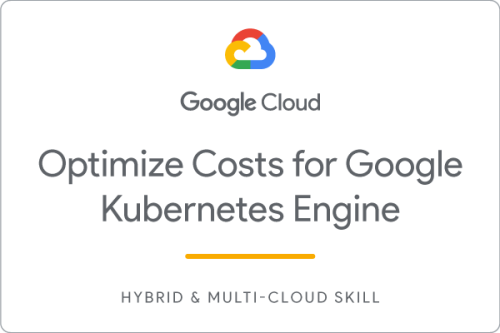 Google Cloud
Optimize Costs for Google
Kubernetes Engine
HYBRID & MULTI-CLOUD SKILL